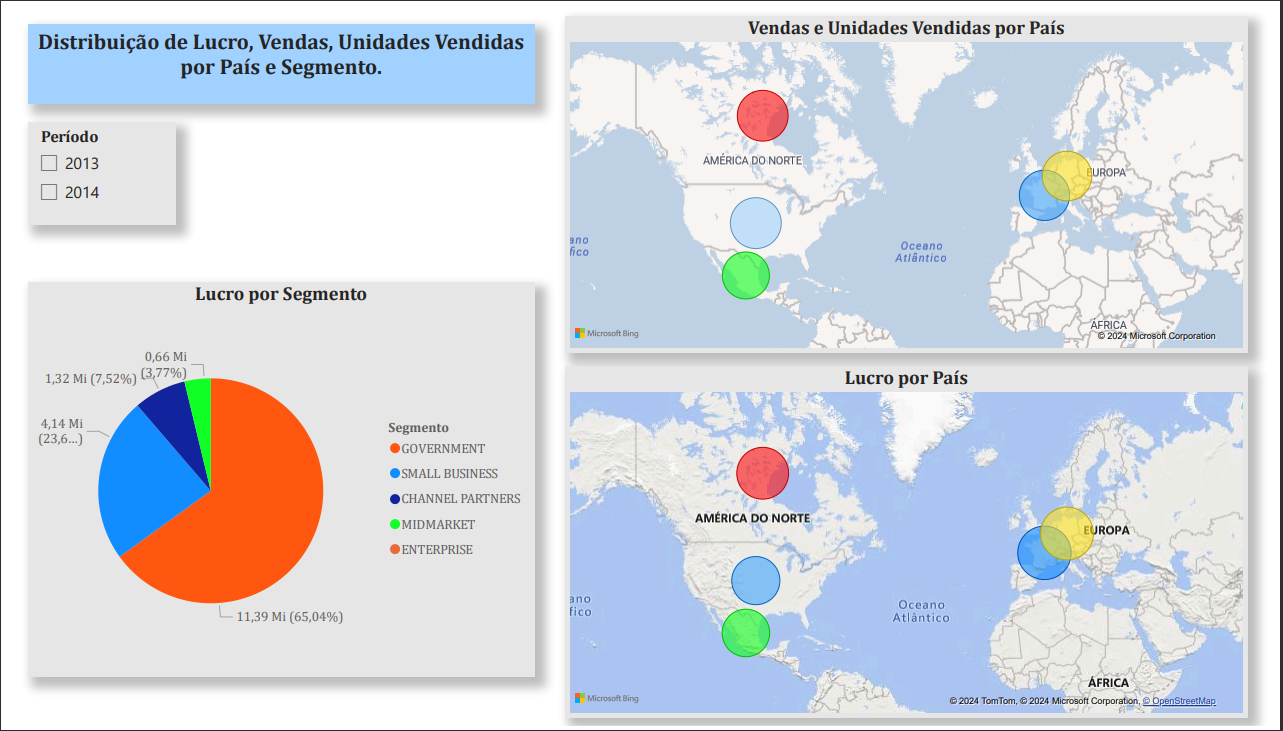 Distribuição de Lucro, Vendas, Unidades Vendidas
por País e Segmento.
Período
2013
2014
Lucro por Segmento
0,66 Mi
(3,77%)
1,32 Mi (7,52%)
4,14 Mi
(23,6...)
11,39 Mi (65,04%)
Segmento
GOVERNMENT
SMALL BUSINESS
CHANNEL PARTNERS
MIDMARKET
ENTERPRISE
Vendas e Unidades Vendidas por País
AMÉRICA DO NORTE
EUROPA
ano
fico
Oceano
Atlântico
ÁFRICA
Microsoft Bing
© 2024 Microsoft Corporation
Lucro por País
AMÉRICA DO NORTE
EUROPA
ano
fico
Oceano
Atlântico
ÁFRICA
Microsoft Bing
© 2024 TomTom, © 2024 Microsoft Corporation, © OpenStreetMap